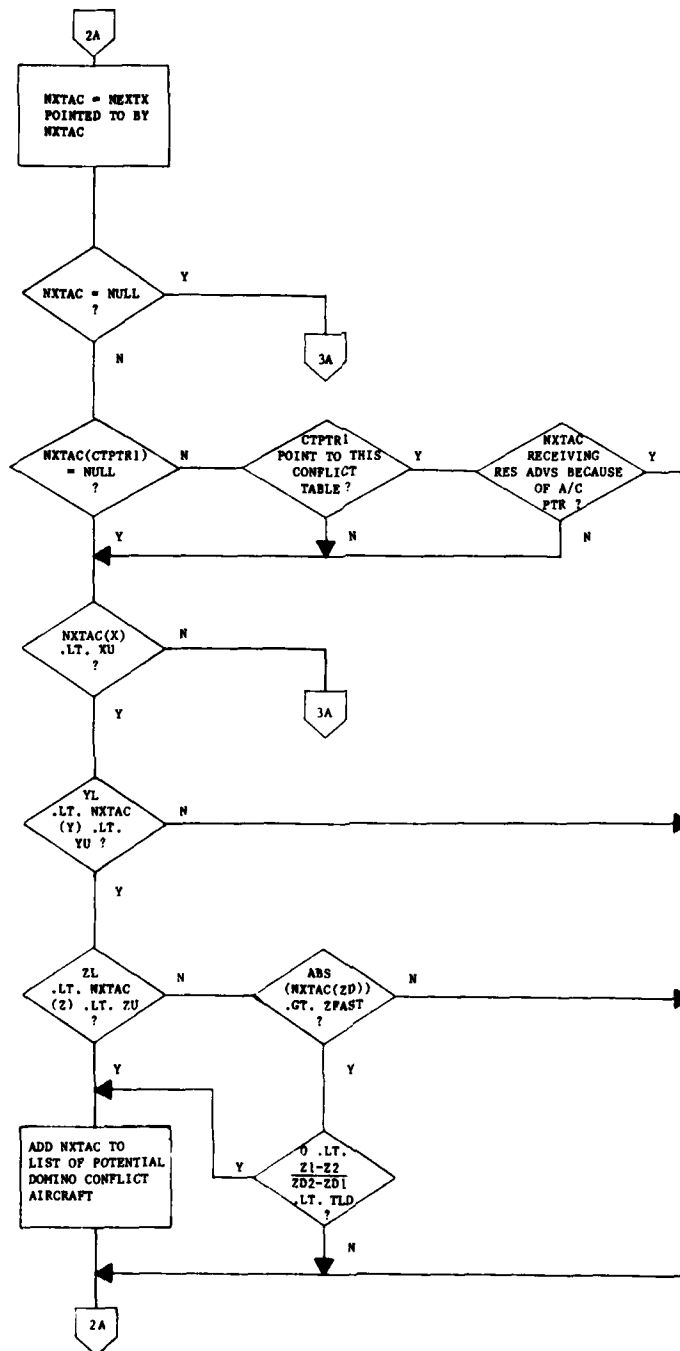 2A
NXTAC = NEXTX
POINTED TO BY
NXTAC
NXTAC = NULL
?
Y
N
3A
NXTAC(CTPTR1)
= NULL
?
N
Y
CTPTR1
POINT TO THIS
CONFLICT
TABLE ?
Y
N
NXTAC
RECEIVING
RES ADVS BECAUSE
OF A/C
PTR ?
Y
N
NXTAC(X)
.LT. XU
?
N
Y
3A
YL
.LT. NXTAC
(Y) .LT.
YU ?
N
Y
ZL
.LT. NXTAC
(Z) .LT. ZU
?
N
Y
ABS
(NXTAC(ZD))
.GT. ZFAST
?
N
Y
ADD NXTAC TO
LIST OF POTENTIAL
DOMINO CONFLICT
AIRCRAFT
0 .LT.
Z1-Z2
ZD2-ZD1
.LT. TLD
?
Y
N
2A